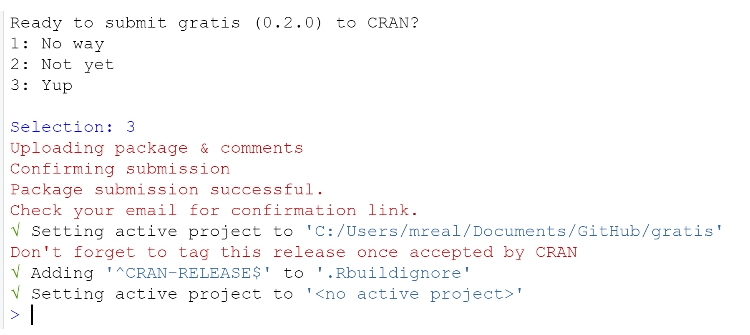 Ready to submit gratis (0.2.0) to CRAN?
1: No way
2: Not yet
3: Yup
Selection: 3
Uploading package & comments
Confirming submission
Package submission successful.
Check your email for confirmation link.
√ Setting active project to 'C:/Users/mreal/Documents/GitHub/gratis'
Don't forget to tag this release once accepted by CRAN
√ Adding '^CRAN-RELEASE$' to '.Rbuildignore'
√ Setting active project to '<no active project>'
>